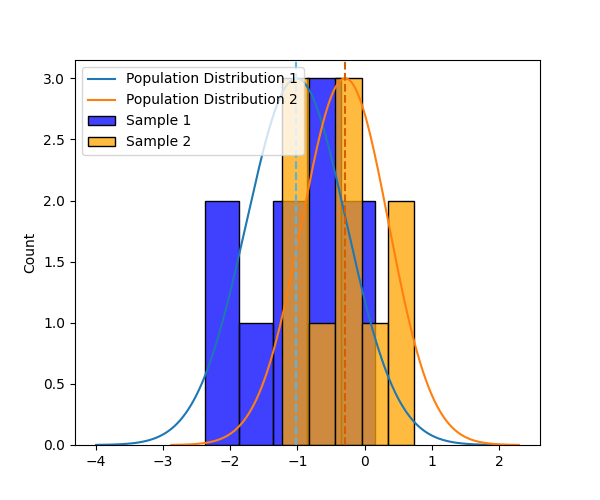 Population Distribution 1
Population Distribution 2
Sample 1
Sample 2
Count
3.0
2.5
2.0
1.5
1.0
0.5
0.0
−4 −3 −2 −1 0 1 2